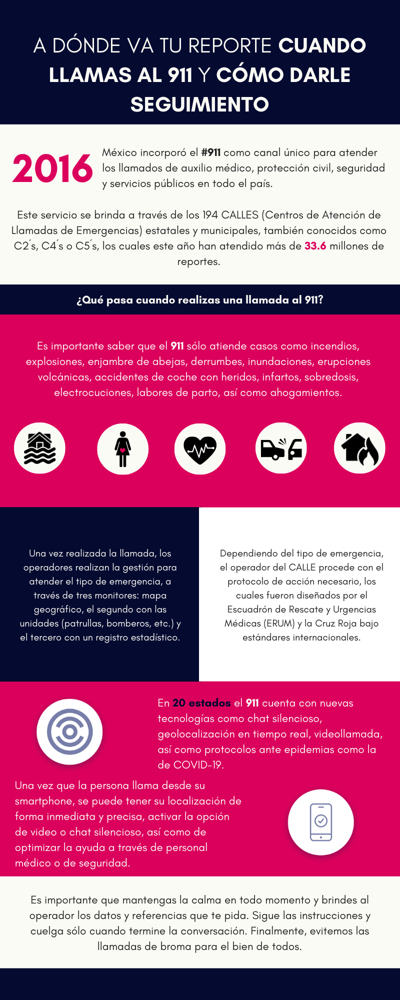 A DÓNDE VA TU REPORTE CUANDO
LLAMAS AL 911 Y CÓMO DARLE
SEGUIMIENTO
2016
México incorporó el #911 como canal único para atender
los llamados de auxilio médico, protección civil, seguridad
y servicios públicos en todo el país.
Este servicio se brinda a través de los 194 CALLES (Centros de Atención de
Llamadas de Emergencias) estatales y municipales, también conocidos como
C2´s, C4´s o C5´s, los cuales este año han atendido más de 33.6 millones de
reportes.
¿Qué pasa cuando realizas una llamada al 911?
Es importante saber que el 911 sólo atiende casos como incendios,
explosiones, enjambre de abejas, derrumbes, inundaciones, erupciones
volcánicas, accidentes de coche con heridos, infartos, sobredosis,
electrocuciones, labores de parto, así como ahogamientos.
Una vez realizada la llamada, los
operadores realizan la gestión para
atender el tipo de emergencia, a
través de tres monitores: mapa
geográfico, el segundo con las
unidades (patrullas, bomberos, etc.) y
el tercero con un registro estadístico.
Dependiendo del tipo de emergencia,
el operador del CALLE procede con el
protocolo de acción necesario, los
cuales fueron diseñados por el
Escuadrón de Rescate y Urgencias
Médicas (ERUM) y la Cruz Roja bajo
estándares internacionales.
En 20 estados el 911 cuenta con nuevas
tecnologías como chat silencioso,
geolocalización en tiempo real, videollamada,
así como protocolos ante epidemias como la
de COVID-19.
Una vez que la persona llama desde su
smartphone, se puede tener su localización de
forma inmediata y precisa, activar la opción
de video o chat silencioso, así como de
optimizar la ayuda a través de personal
médico o de seguridad.
Es importante que mantengas la calma en todo momento y brindes al
operador los datos y referencias que te pida. Sigue las instrucciones y
cuelga sólo cuando termine la conversación. Finalmente, evitemos las
llamadas de broma para el bien de todos.